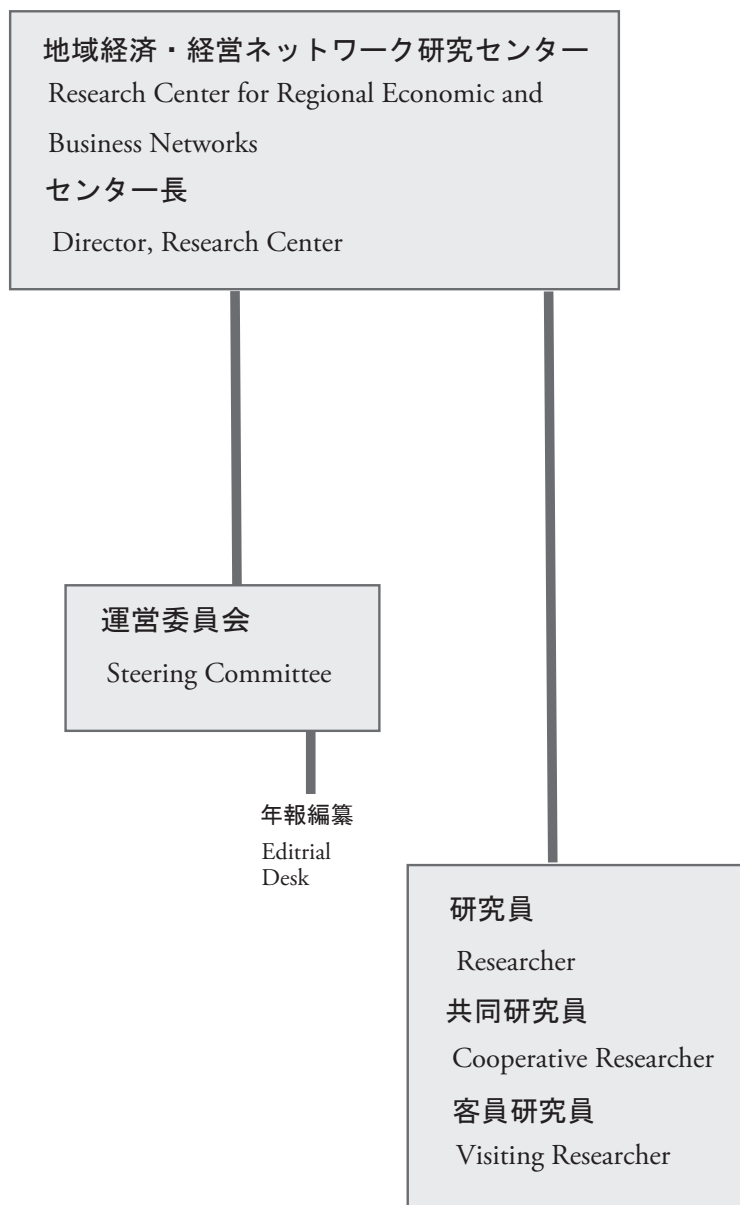 地域経済・経営ネットワーク研究センター
Research Center for Regional Economic and
Business Networks
センター長
Director, Research Center
運営委員会
Steering Committee
年報編纂
Editrial
Desk
研究員
Researcher
共同研究員
Cooperative Researcher
客員研究員
Visiting Researcher